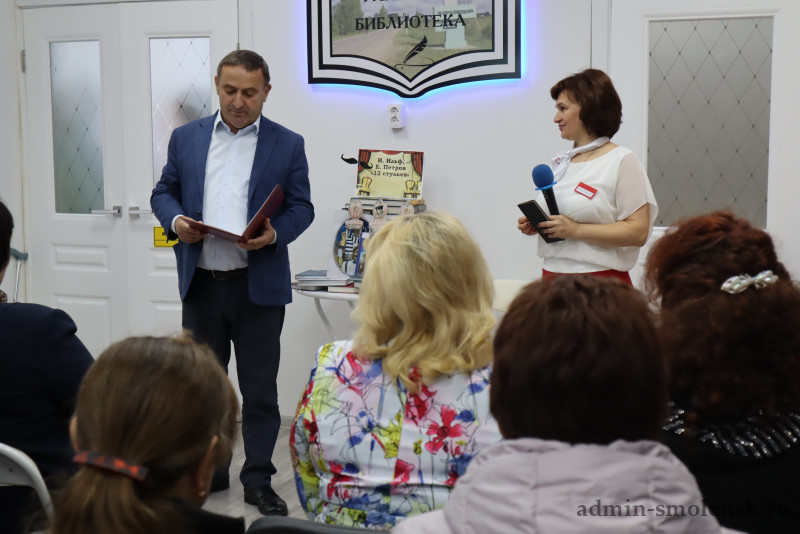 БИБЛИОТЕКА
И. Ильф,
Е. Петров
«12 стульев»
admin-smolensk.ru